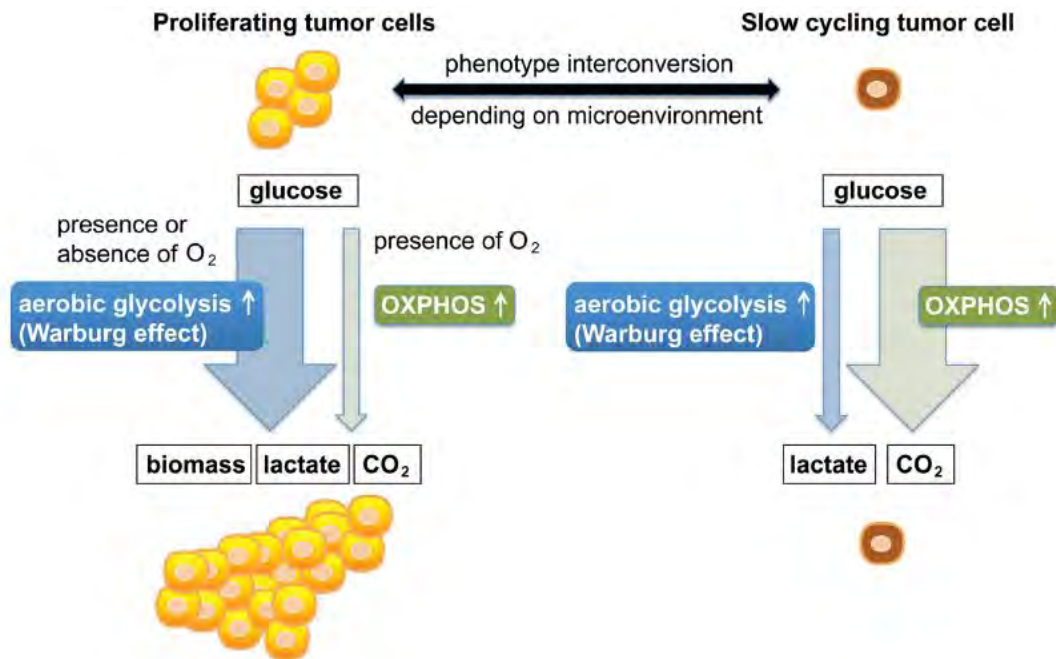 Proliferating tumor cells
Slow cycling tumor cell
phenotype interconversion
depending on microenvironment
glucose
glucose
presence or
absence of O₂
presence of O₂
aerobic glycolysis ↑
(Warburg effect)
OXPHOS ↑
aerobic glycolysis ↑
(Warburg effect)
OXPHOS ↑
biomass lactate CO₂
lactate CO₂